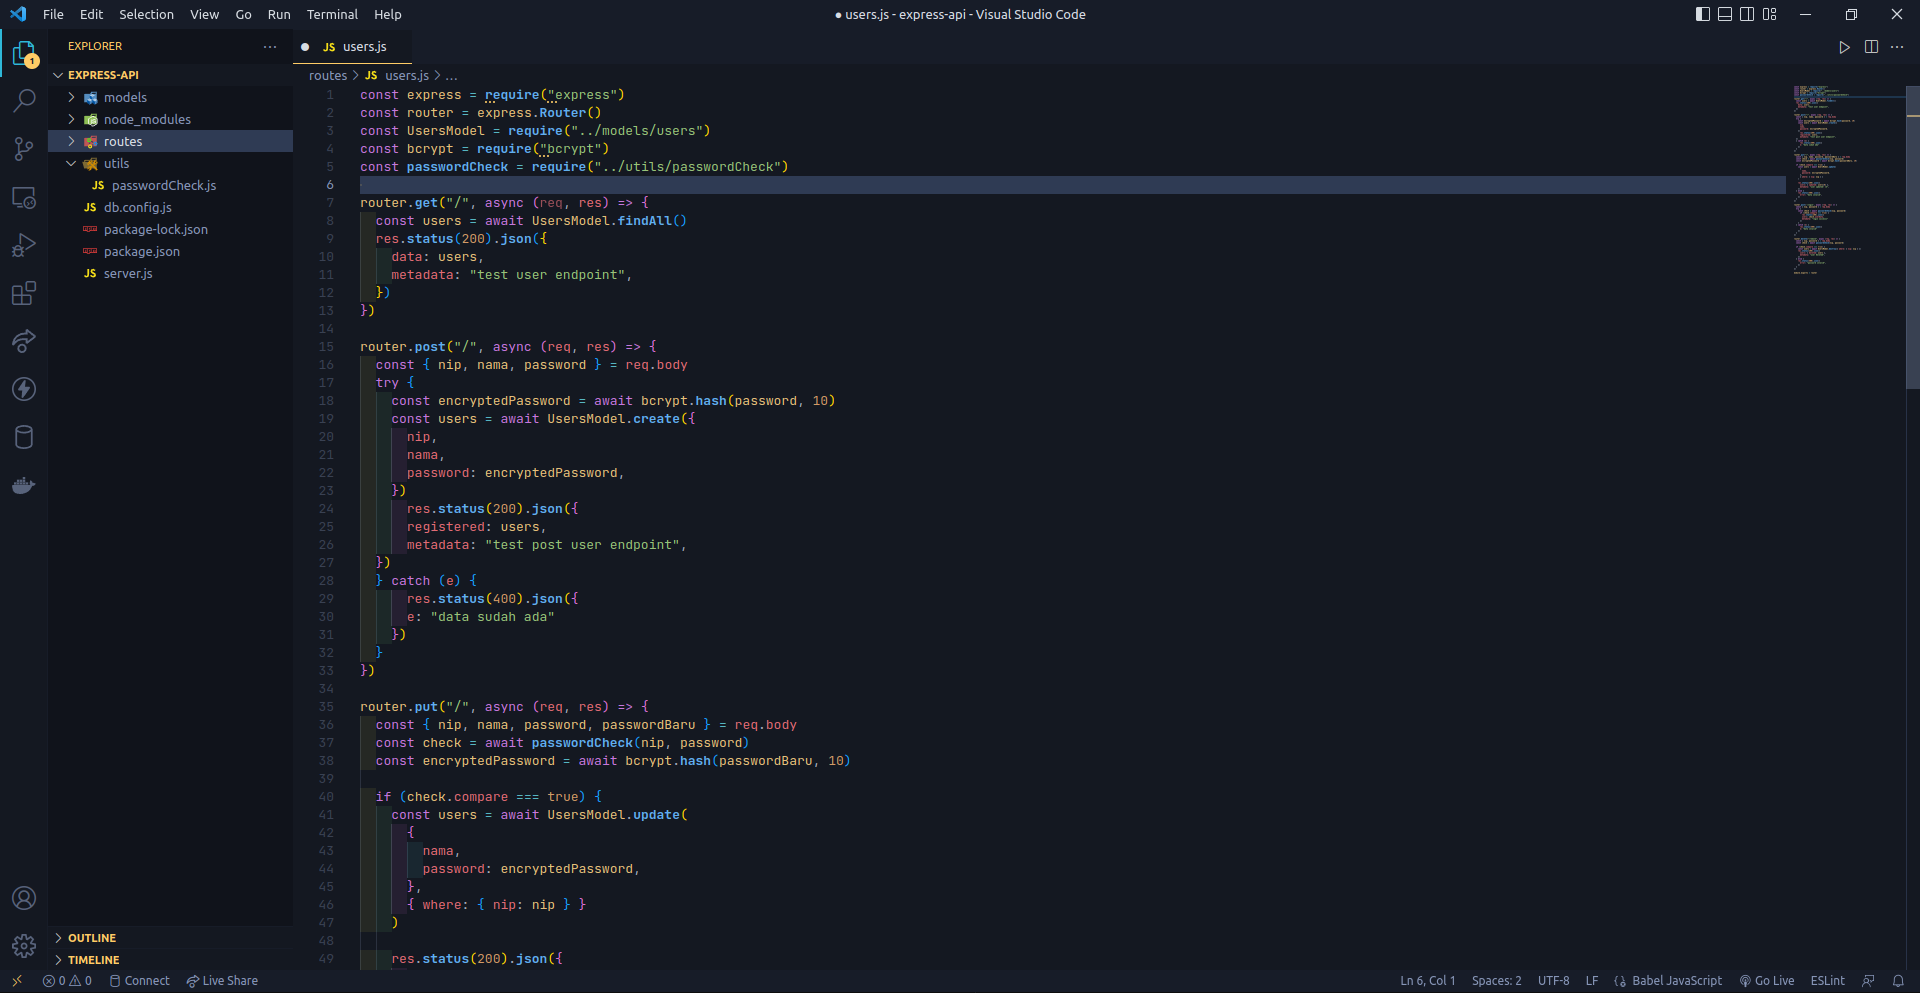 File Edit Selection View Go Run Terminal Help
● users.js - express-api - Visual Studio Code
EXPLORER
JS users.js
1
EXPRESS-API
routes > JS users.js > ...
models
node_modules
routes
utils
JS passwordCheck.js
JS db.config.js
package-lock.json
package.json
JS server.js
1 const express = require("express")
2 const router = express.Router()
3 const UsersModel = require("../models/users")
4 const bcrypt = require("bcrypt")
5 const passwordCheck = require("../utils/passwordCheck")
6
7 router.get("/", async (req, res) => {
8 const users = await UsersModel.findAll()
9 res.status(200).json({
10 data: users,
11 metadata: "test user endpoint",
12 })
13 })
14
15 router.post("/", async (req, res) => {
16 const { nip, nama, password } = req.body
17 try {
18 const encryptedPassword = await bcrypt.hash(password, 10)
19 const users = await UsersModel.create({
20 nip,
21 nama,
22 password: encryptedPassword,
23 })
24 res.status(200).json({
25 registered: users,
26 metadata: "test post user endpoint",
27 })
28 } catch (e) {
29 res.status(400).json({
30 e: "data sudah ada"
31 })
32 }
33 })
34
35 router.put("/", async (req, res) => {
36 const { nip, nama, password, passwordBaru } = req.body
37 const check = await passwordCheck(nip, password)
38 const encryptedPassword = await bcrypt.hash(passwordBaru, 10)
39
40 if (check.compare === true) {
41 const users = await UsersModel.update(
42 {
43 nama,
44 password: encryptedPassword,
45 },
46 { where: { nip: nip } }
47 )
48
49 res.status(200).json({
OUTLINE
TIMELINE
0 0 Connect Live Share
Ln 6, Col 1 Spaces: 2 UTF-8 LF {} Babel JavaScript Go Live ESLint